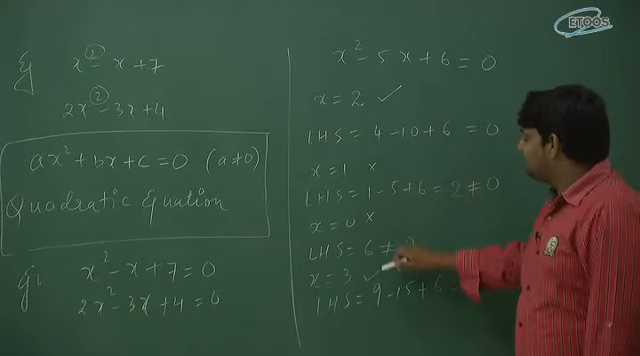 eg x² - x + 7
2x² - 3x + 4
ax² + bx + c = 0 (a ≠ 0)
Quadratic Equation
eg: x² - x + 7 = 0
2x² - 3x + 4 = 0
x² - 5x + 6 = 0
x = 2 ✓
LHS = 4 - 10 + 6 = 0
x = 1 ×
LHS = 1 - 5 + 6 = 2 ≠ 0
x = 0 ×
LHS = 6 ≠ 0
x = 3 ✓
LHS = 9 - 15 + 6 =
ETOOS